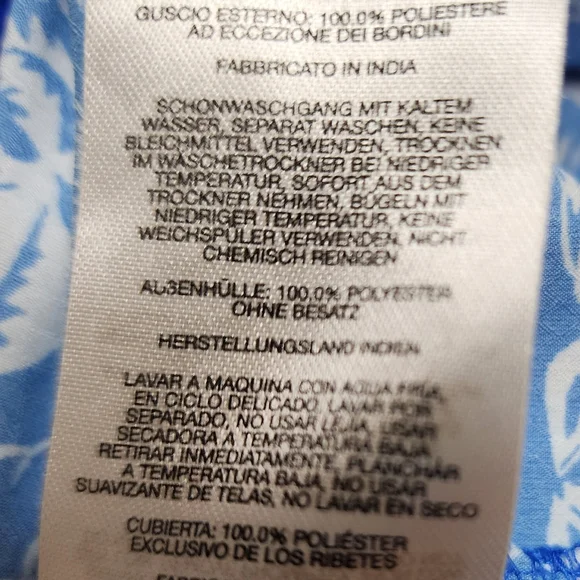 GUSCIO ESTERNO: 100.0% POLIESTERE
AD ECCEZIONE DEI BORDINI
FABBRICATO IN INDIA
SCHONWASCHGANG MIT KALTEM
WASSER, SEPARAT WASCHEN, KEINE
BLEICHMITTEL VERWENDEN, TROCKNEN
IM WÄSCHETROCKNER BEI NIEDRIGER
TEMPERATUR, SOFORT AUS DEM
TROCKNER NEHMEN, BÜGELN MIT
NIEDRIGER TEMPERATUR, KEINE
WEICHSPÜLER VERWENDEN, NICHT
CHEMISCH REINIGEN
AUßENHÜLLE: 100,0% POLYESTER
OHNE BESATZ
HERSTELLUNGSLAND INDIEN
LAVAR A MAQUINA CON AGUA FRIA,
EN CICLO DELICADO, LAVAR POR
SEPARADO, NO USAR LEJIA, USAR
SECADORA A TEMPERATURA BAJA,
RETIRAR INMEDIATAMENTE, PLANCHAR
A TEMPERATURA BAJA, NO USAR
SUAVIZANTE DE TELAS, NO LAVAR EN SECO
CUBIERTA: 100.0% POLIÉSTER
EXCLUSIVO DE LOS RIBETES